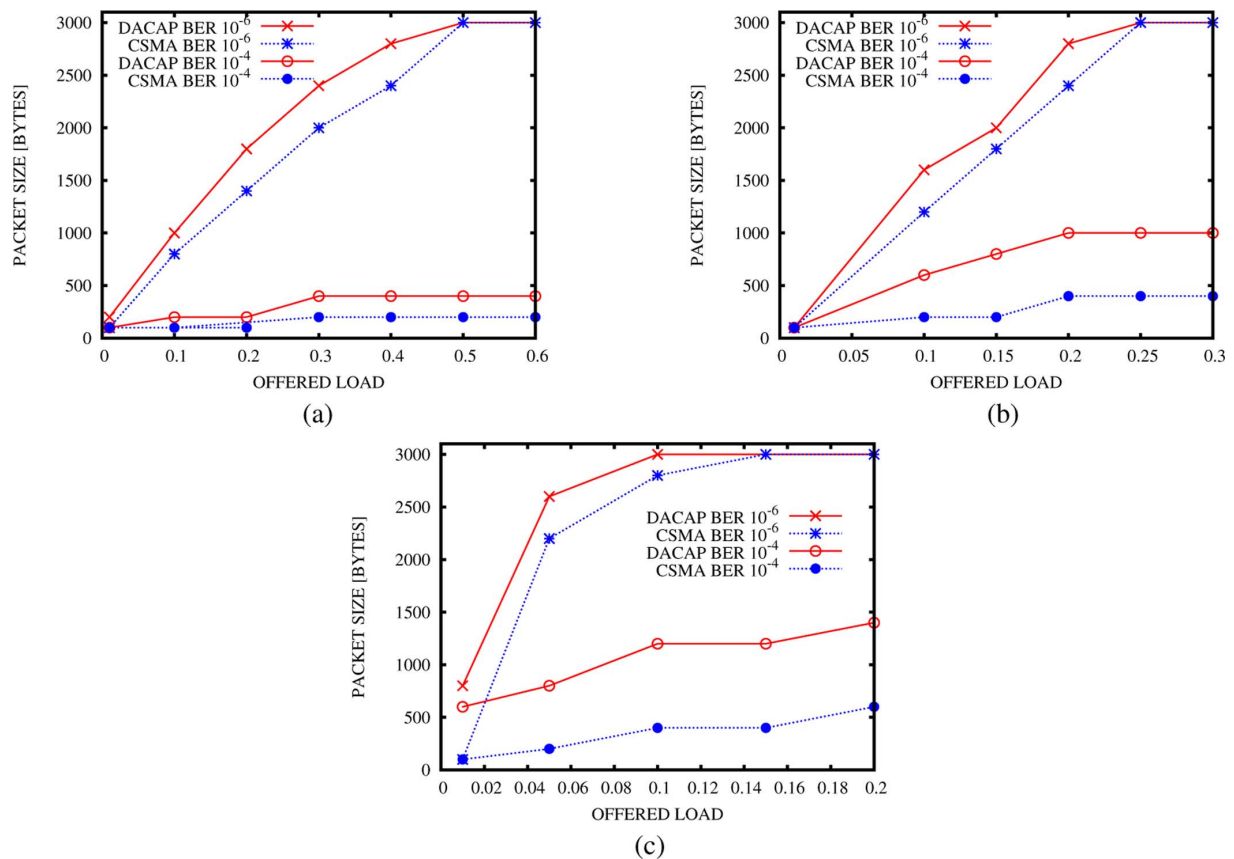 DACAP BER 10⁻⁶
CSMA BER 10⁻⁶
DACAP BER 10⁻⁴
CSMA BER 10⁻⁴
3000
2500
2000
1500
1000
500
0
PACKET SIZE [BYTES]
0 0.1 0.2 0.3 0.4 0.5 0.6
OFFERED LOAD
(a)
DACAP BER 10⁻⁶
CSMA BER 10⁻⁶
DACAP BER 10⁻⁴
CSMA BER 10⁻⁴
3000
2500
2000
1500
1000
500
0
PACKET SIZE [BYTES]
0 0.05 0.1 0.15 0.2 0.25 0.3
OFFERED LOAD
(b)
3000
2500
2000
1500
1000
500
0
PACKET SIZE [BYTES]
DACAP BER 10⁻⁶
CSMA BER 10⁻⁶
DACAP BER 10⁻⁴
CSMA BER 10⁻⁴
0 0.02 0.04 0.06 0.08 0.1 0.12 0.14 0.16 0.18 0.2
OFFERED LOAD
(c)